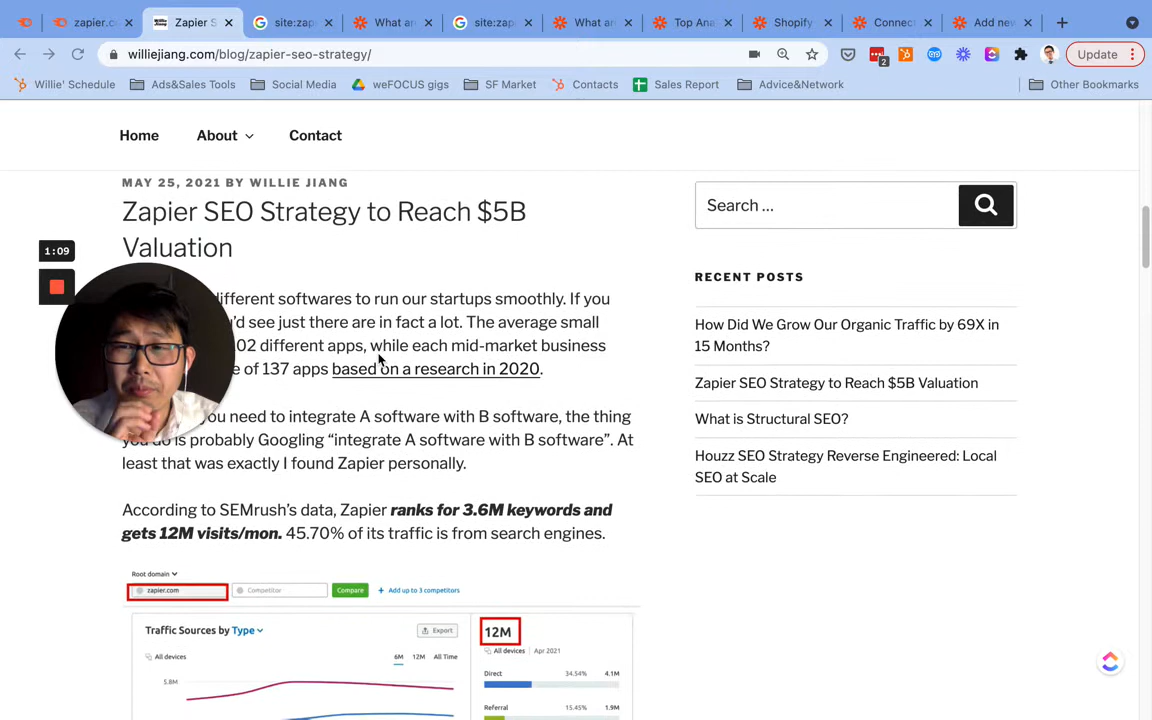 zapier.c
Zapier S
site:zap
What are
site:zap
What are
Top Ana
Shopify
Connec
Add new
williejiang.com/blog/zapier-seo-strategy/
2
Update
Willie' Schedule
Ads&Sales Tools
Social Media
weFOCUS gigs
SF Market
Contacts
Sales Report
Advice&Network
Other Bookmarks
Home
About
Contact
MAY 25, 2021 BY WILLIE JIANG
Zapier SEO Strategy to Reach $5B
Valuation
1:09
ifferent softwares to run our startups smoothly. If you
'd see just there are in fact a lot. The average small
02 different apps, while each mid-market business
e of 137 apps based on a research in 2020.
you need to integrate A software with B software, the thing
you do is probably Googling “integrate A software with B software”. At
least that was exactly I found Zapier personally.
According to SEMrush's data, Zapier ranks for 3.6M keywords and
gets 12M visits/mon. 45.70% of its traffic is from search engines.
Root domain
zapier.com
Competitor
Compare
+ Add up to 3 competitors
Traffic Sources by Type
Export
All devices
6M
12M
All Time
5.8M
12M
All devices
Apr 2021
Direct
34.54%
4.1M
Referral
15.45%
1.9M
Search …
RECENT POSTS
How Did We Grow Our Organic Traffic by 69X in
15 Months?
Zapier SEO Strategy to Reach $5B Valuation
What is Structural SEO?
Houzz SEO Strategy Reverse Engineered: Local
SEO at Scale